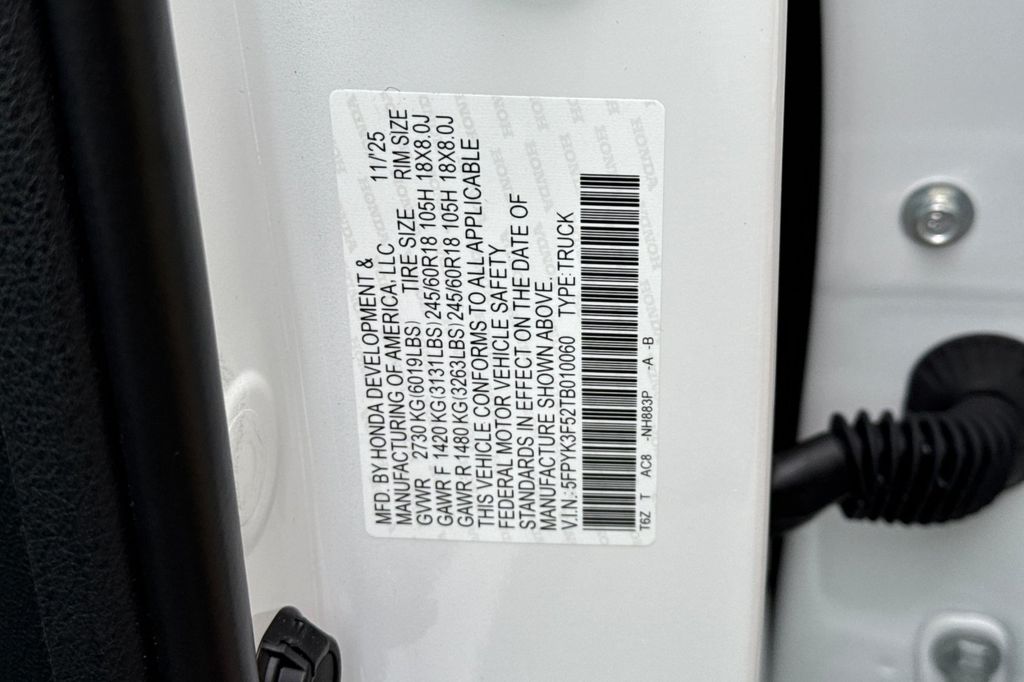 MFD. BY HONDA DEVELOPMENT &
MANUFACTURING OF AMERICA, LLC 11/'25
GVWR 2730 KG(6019LBS) TIRE SIZE RIM SIZE
GAWR F 1420 KG(3131LBS) 245/60R18 105H 18X8.0J
GAWR R 1480 KG(3263LBS) 245/60R18 105H 18X8.0J
THIS VEHICLE CONFORMS TO ALL APPLICABLE
FEDERAL MOTOR VEHICLE SAFETY
STANDARDS IN EFFECT ON THE DATE OF
MANUFACTURE SHOWN ABOVE.
V.I.N.:5FPYK3F52TB010060 TYPE:TRUCK
T6Z T AC8 -NH883P -A -B